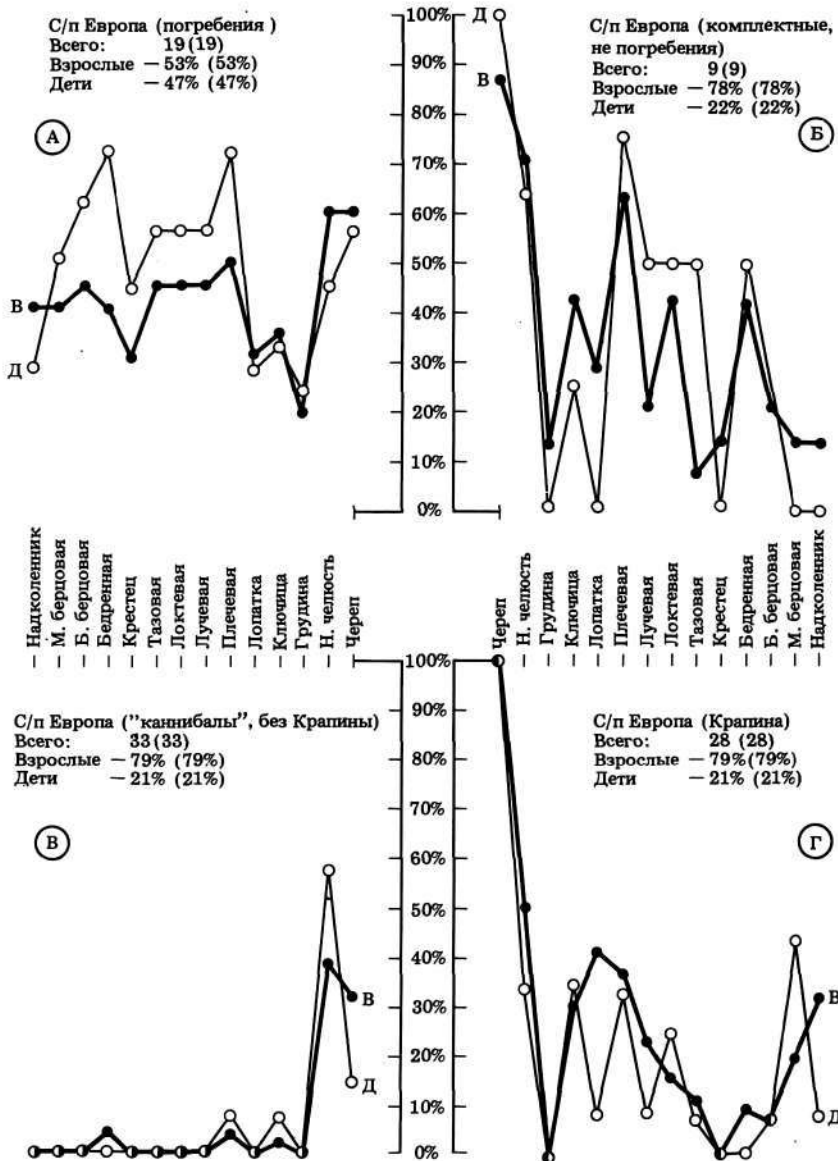 С/п Европа (погребения )
Всего: 19 (19)
Взрослые — 53% (53%)
Дети — 47% (47%)
А
В
Д
100%
90%
80%
70%
60%
50%
40%
30%
20%
10%
0%
С/п Европа (комплектные,
не погребения)
Всего: 9 (9)
Взрослые — 78% (78%)
Дети — 22% (22%)
Б
Д
В
Надколенник
М. берцовая
Б. берцовая
Бедренная
Крестец
Тазовая
Локтевая
Лучевая
Плечевая
Лопатка
Ключица
Грудина
Н. челюсть
Череп
Череп
Н. челюсть
Грудина
Ключица
Лопатка
Плечевая
Лучевая
Локтевая
Тазовая
Крестец
Бедренная
Б. берцовая
М. берцовая
Надколенник
С/п Европа ("каннибалы", без Крапины)
Всего: 33 (33)
Взрослые — 79% (79%)
Дети — 21% (21%)
В
В
Д
100%
90%
80%
70%
60%
50%
40%
30%
20%
10%
0%
С/п Европа (Крапина)
Всего: 28 (28)
Взрослые — 79% (79%)
Дети — 21% (21%)
Г
В
Д